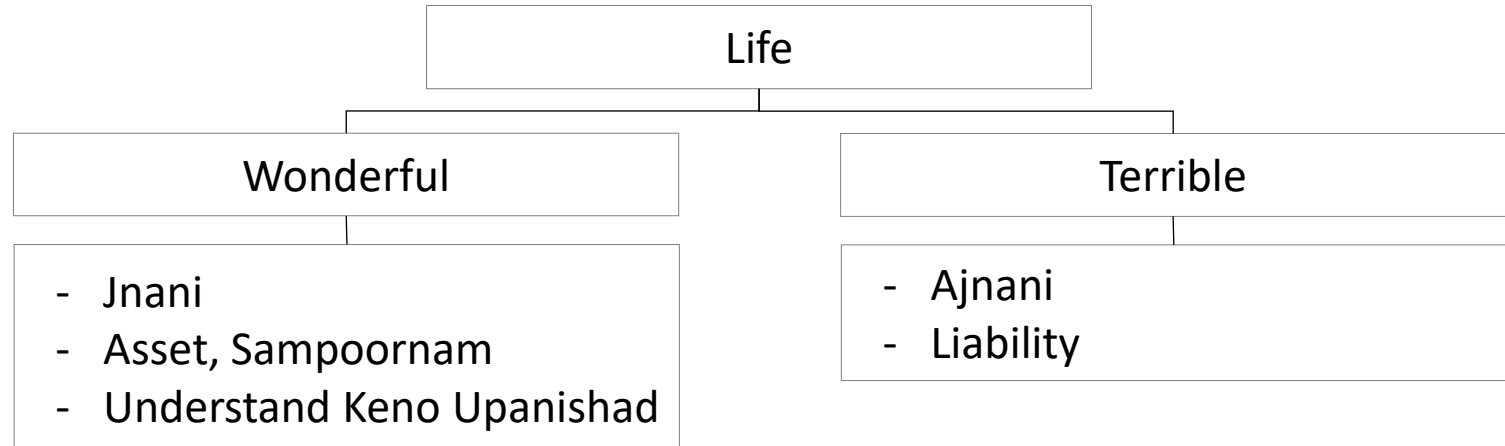 Life
Wonderful
Terrible
- Jnani
- Asset, Sampoornam
- Understand Keno Upanishad
- Ajnani
- Liability